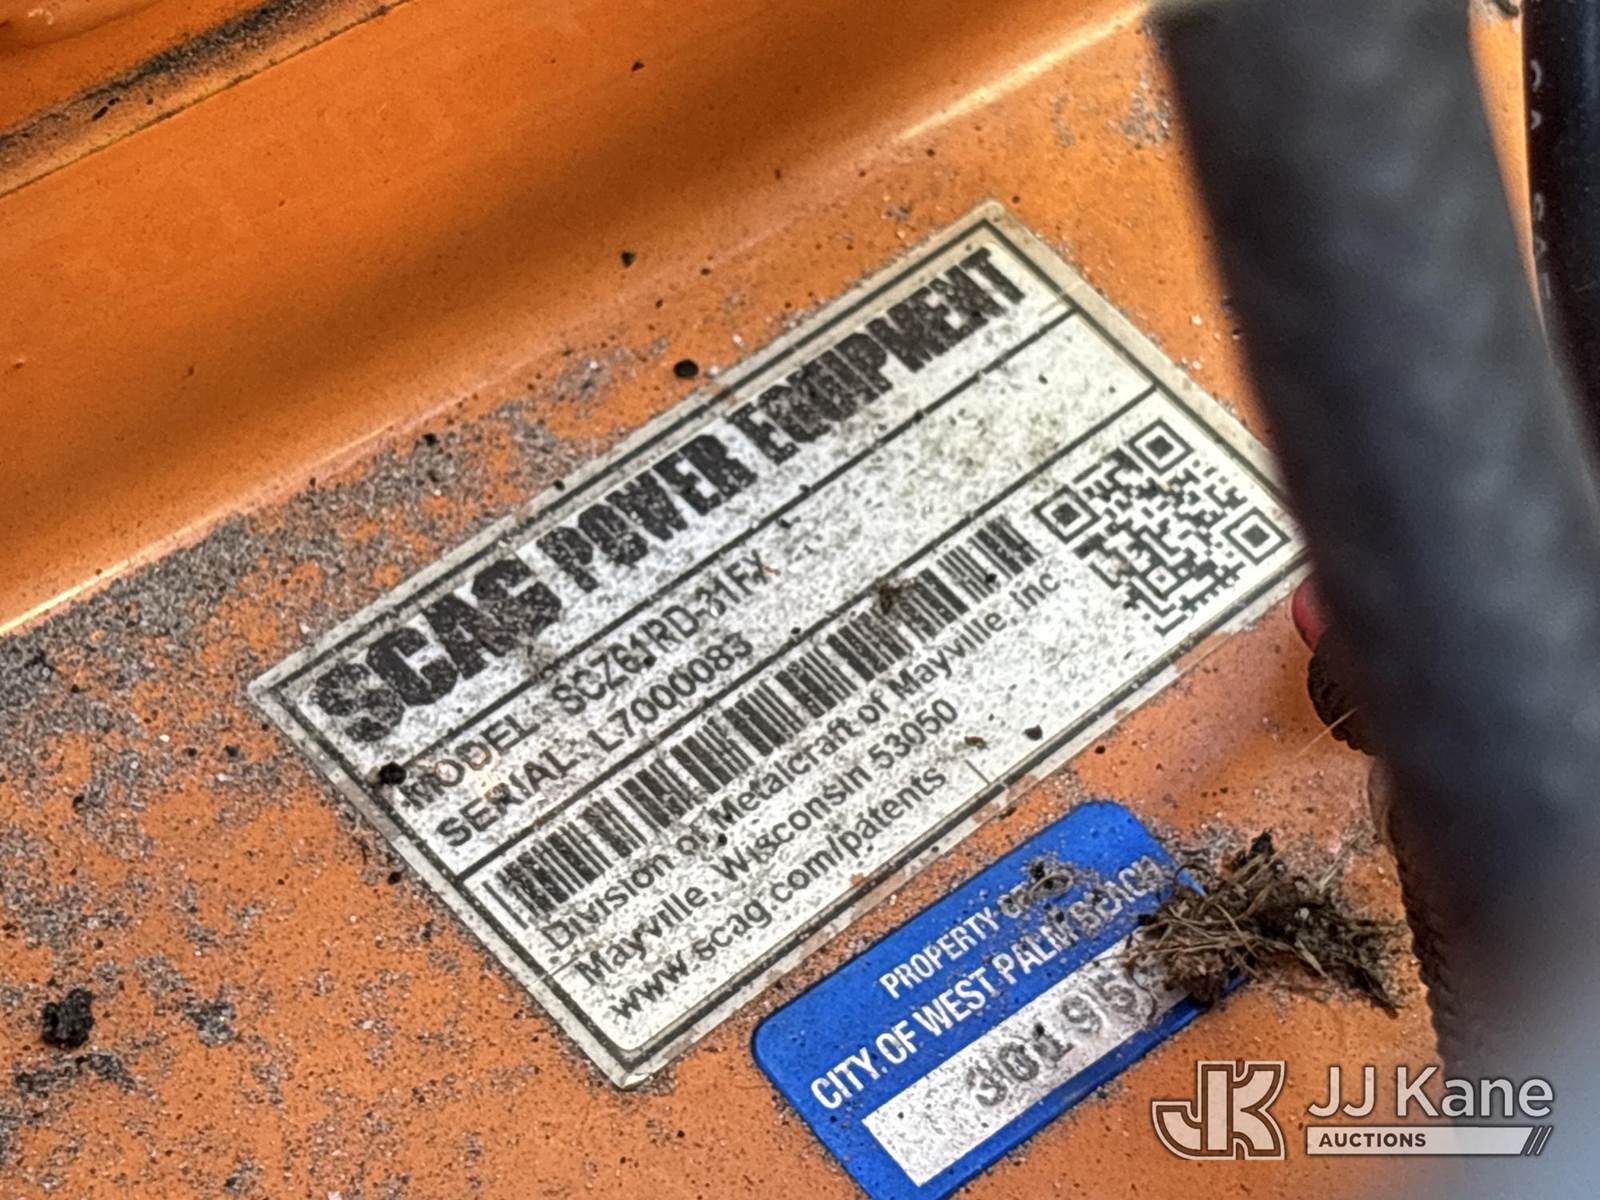 SCAG POWER EQUIPMENT
MODEL: SCZ61RD-31FX
SERIAL: L7000083
Division of Metalcraft of Mayville, Inc
Mayville, Wisconsin 53050
www.scag.com/patents
PROPERTY OF
CITY OF WEST PALM BEACH
JK JJ Kane
AUCTIONS